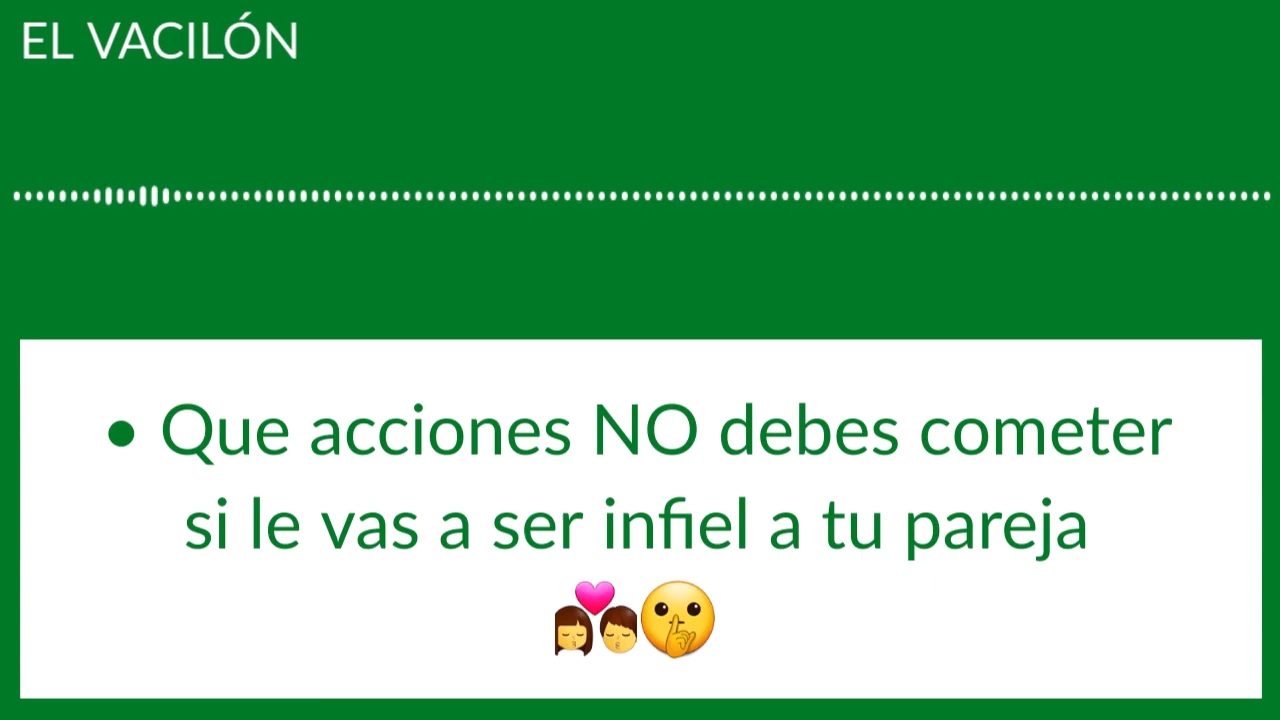 EL VACILÓN
• Que acciones NO debes cometer
si le vas a ser infiel a tu pareja
💏🤫